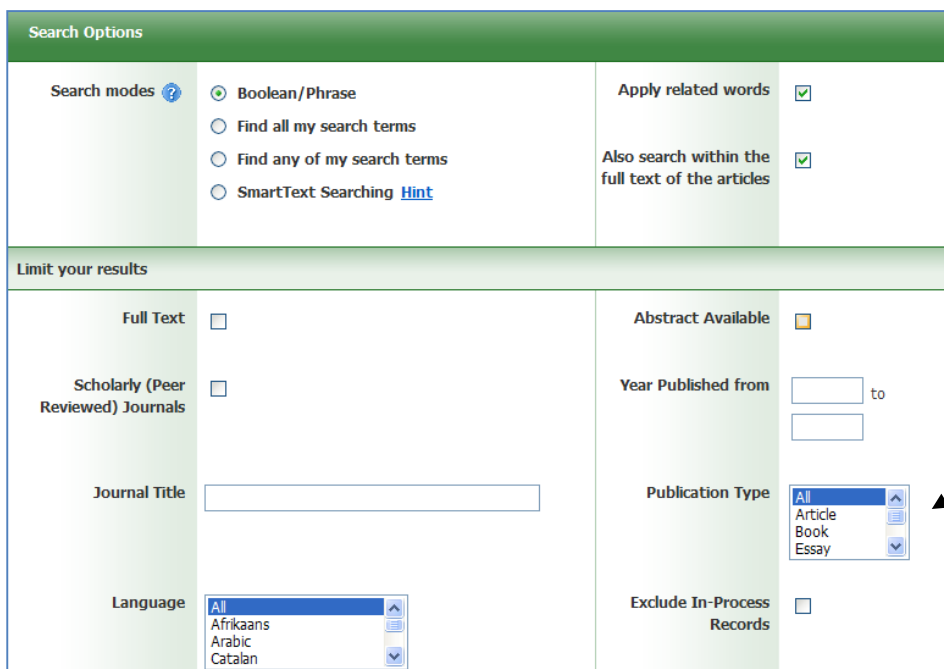 Search Options
Search modes ?
Boolean/Phrase
Find all my search terms
Find any of my search terms
SmartText Searching Hint
Apply related words
Also search within the
full text of the articles
Limit your results
Full Text
Abstract Available
Scholarly (Peer
Reviewed) Journals
Year Published from
to
Journal Title
Publication Type
All
Article
Book
Essay
Language
All
Afrikaans
Arabic
Catalan
Exclude In-Process
Records